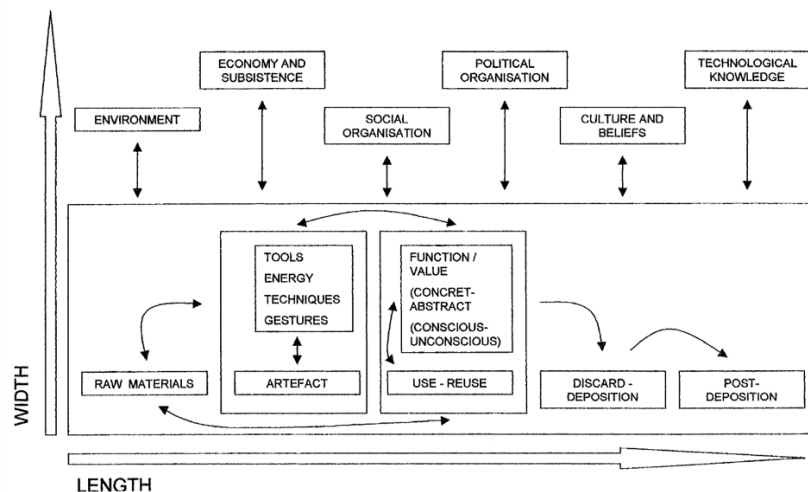 ECONOMY AND
SUBSISTENCE
POLITICAL
ORGANISATION
TECHNOLOGICAL
KNOWLEDGE
ENVIRONMENT
SOCIAL
ORGANISATION
CULTURE AND
BELIEFS
TOOLS
ENERGY
TECHNIQUES
GESTURES
FUNCTION /
VALUE
(CONCRET-
ABSTRACT
(CONSCIOUS-
UNCONSCIOUS)
RAW MATERIALS
ARTEFACT
USE - REUSE
DISCARD -
DEPOSITION
POST-
DEPOSITION
WIDTH
LENGTH